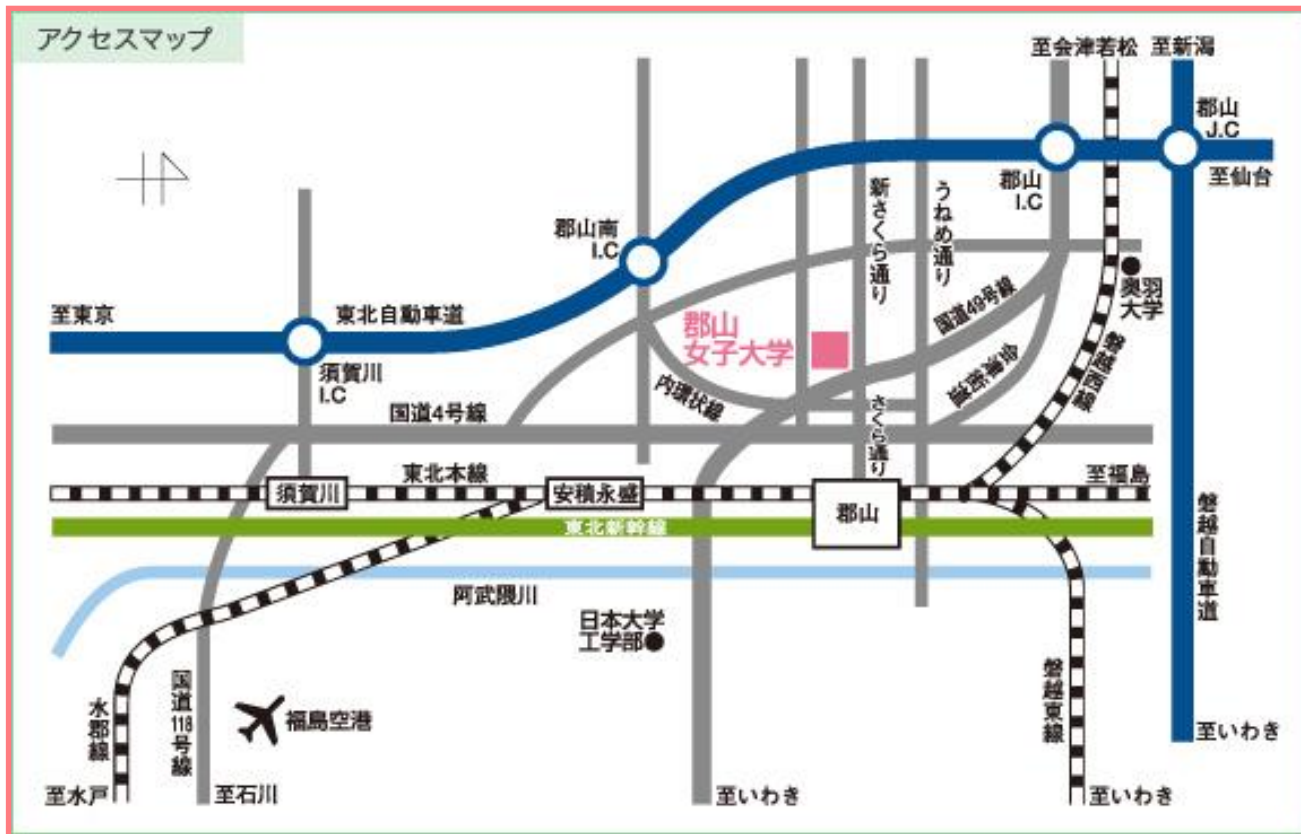 アクセスマップ
至会津若松
至新潟
郡山
J.C
至仙台
郡山
I.C
郡山南
I.C
新さくら通り
うねめ通り
奥羽
大学
至東京
東北自動車道
須賀川
I.C
郡山
女子大学
国道49号線
会津街道
磐越西線
内環状線
国道4号線
さくら通り
東北本線
至福島
須賀川
安積永盛
郡山
東北新幹線
磐越自動車道
阿武隈川
日本大学
工学部
水郡線
国道118号線
福島空港
磐越東線
至いわき
至水戸
至石川
至いわき
至いわき